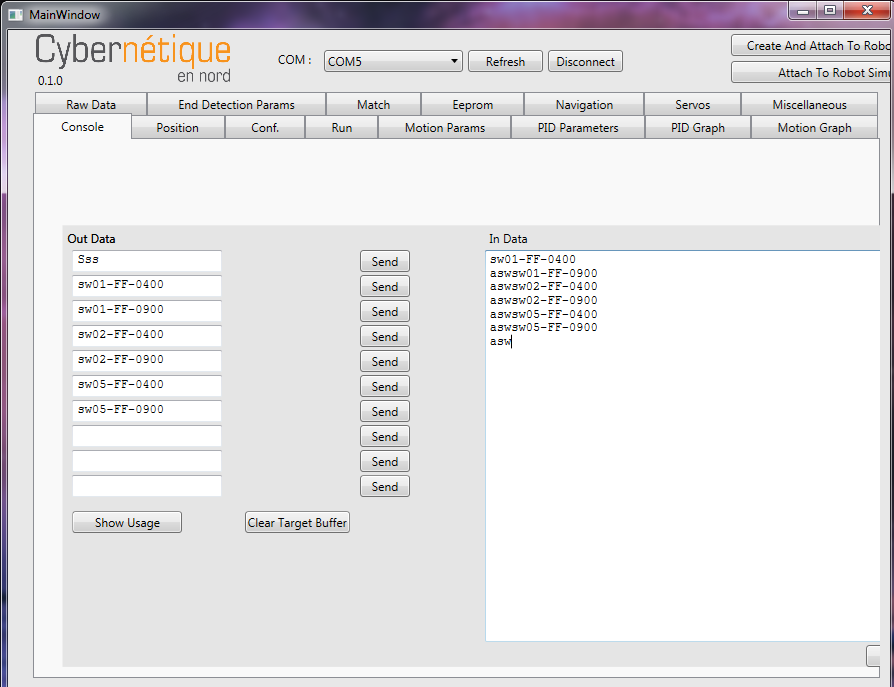 MainWindow
Cybernétique
en nord
0.1.0
COM :
COM5
Refresh
Disconnect
Create And Attach To Robo
Attach To Robot Simu
Raw Data
End Detection Params
Match
Eeprom
Navigation
Servos
Miscellaneous
Console
Position
Conf.
Run
Motion Params
PID Parameters
PID Graph
Motion Graph
Out Data
Sss
Send
sw01-FF-0400
Send
sw01-FF-0900
Send
sw02-FF-0400
Send
sw02-FF-0900
Send
sw05-FF-0400
Send
sw05-FF-0900
Send
Send
Send
Send
Show Usage
Clear Target Buffer
In Data
sw01-FF-0400
aswsw01-FF-0900
aswsw02-FF-0400
aswsw02-FF-0900
aswsw05-FF-0400
aswsw05-FF-0900
asw